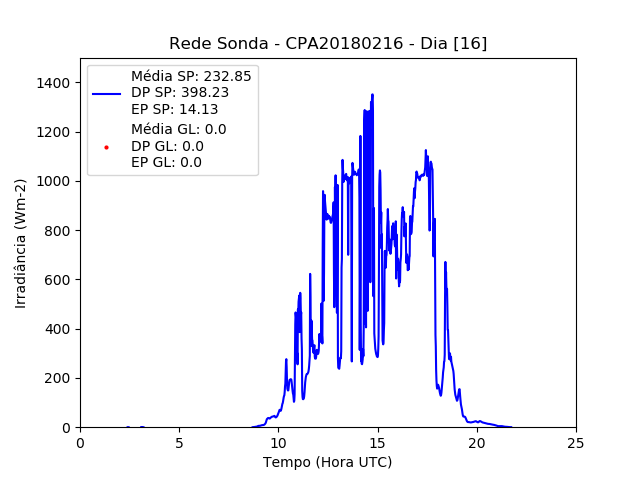 Rede Sonda - CPA20180216 - Dia [16]
Média SP: 232.85
DP SP: 398.23
EP SP: 14.13
Média GL: 0.0
DP GL: 0.0
EP GL: 0.0
1400
1200
1000
800
600
400
200
0
Irradiância (Wm-2)
0 5 10 15 20 25
Tempo (Hora UTC)